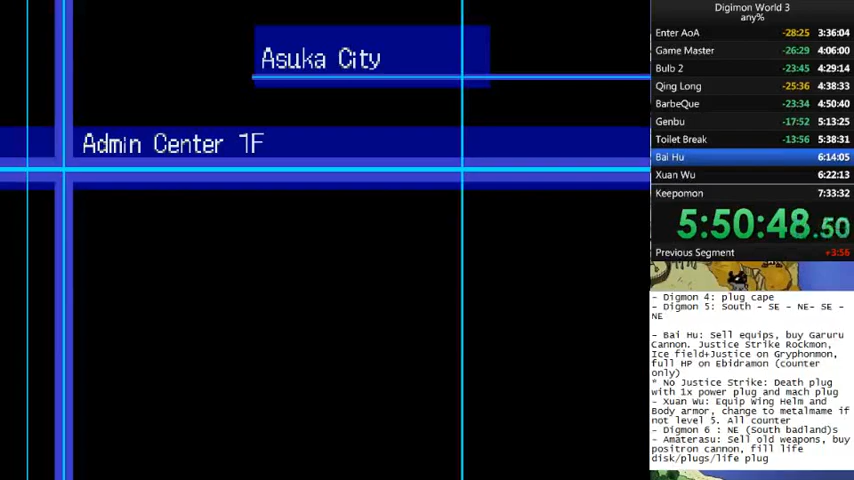 Asuka City
Admin Center 1F
Digimon World 3
any%
Enter AoA -28:25 3:36:04
Game Master -26:29 4:06:00
Bulb 2 -23:45 4:29:14
Qing Long -25:36 4:38:33
BarbeQue -23:34 4:50:40
Genbu -17:52 5:13:25
Toilet Break -13:56 5:38:31
Bai Hu 6:14:05
Xuan Wu 6:22:13
Keepomon 7:33:32
5:50:48.50
Previous Segment +3:56
- Digmon 4: plug cape
- Digmon 5: South - SE - NE- SE -
NE
- Bai Hu: Sell equips, buy Garuru
Cannon. Justice Strike Rockmon,
Ice field+Justice on Gryphonmon,
full HP on Ebidramon (counter
only)
* No Justice Strike: Death plug
with 1x power plug and mach plug
- Xuan Wu: Equip Wing Helm and
Body armor, change to metalmame if
not level 5. All counter
- Digmon 6 : NE (South badland)s
- Amaterasu: Sell old weapons, buy
positron cannon, fill life
disk/plugs/life plug